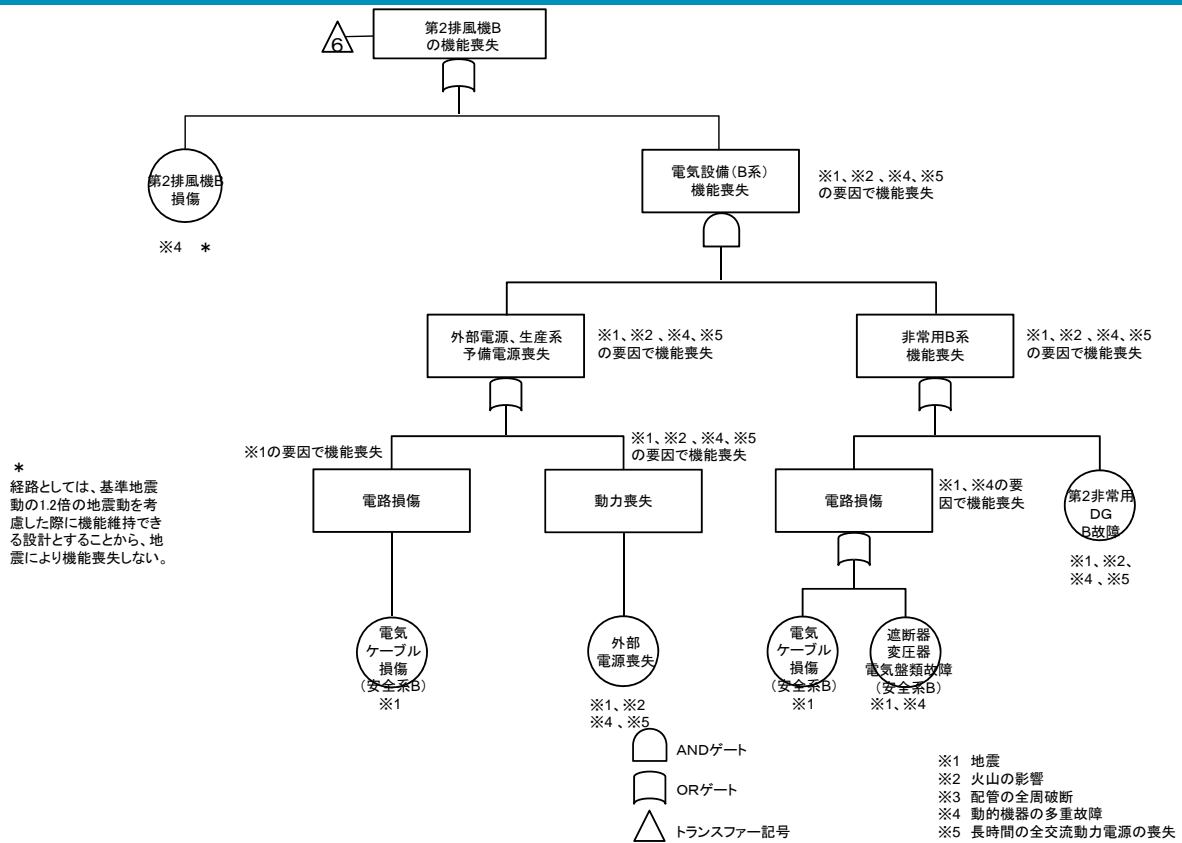 第2排風機B
の機能喪失
6
第2排風機B
損傷
※4 *
電気設備(B系)
機能喪失
※1、※2 、※4、※5
の要因で機能喪失
外部電源、生産系
予備電源喪失
※1、※2 、※4、※5
の要因で機能喪失
非常用B系
機能喪失
※1、※2 、※4、※5
の要因で機能喪失
※1の要因で機能喪失
※1、※2 、※4、※5
の要因で機能喪失
電路損傷
動力喪失
電路損傷
※1、※4の要
因で機能喪失
第2非常用
DG
B故障
※1、※2、
※4 、※5
*
経路としては、基準地震
動の1.2倍の地震動を考
慮した際に機能維持でき
る設計とすることから、地
震により機能喪失しない。
電気
ケーブル
損傷
(安全系B)
※1
外部
電源喪失
※1、※2
※4 、※5
電気
ケーブル
損傷
(安全系B)
※1
遮断器
変圧器
電気盤類故障
(安全系B)
※1、※4
ANDゲート
ORゲート
トランスファー記号
※1 地震
※2 火山の影響
※3 配管の全周破断
※4 動的機器の多重故障
※5 長時間の全交流動力電源の喪失